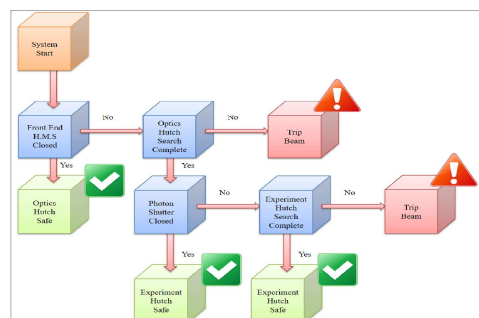 System
Start
No
No
Front End
H.M.S
Closed
Optics
Hutch
Search
Complete
Trip
Beam
Yes
Yes
Optics
Hutch
Safe
No
No
Photon
Shutter
Closed
Experiment
Hutch
Search
Complete
Trip
Beam
Yes
Yes
Experiment
Hutch
Safe
Experiment
Hutch
Safe